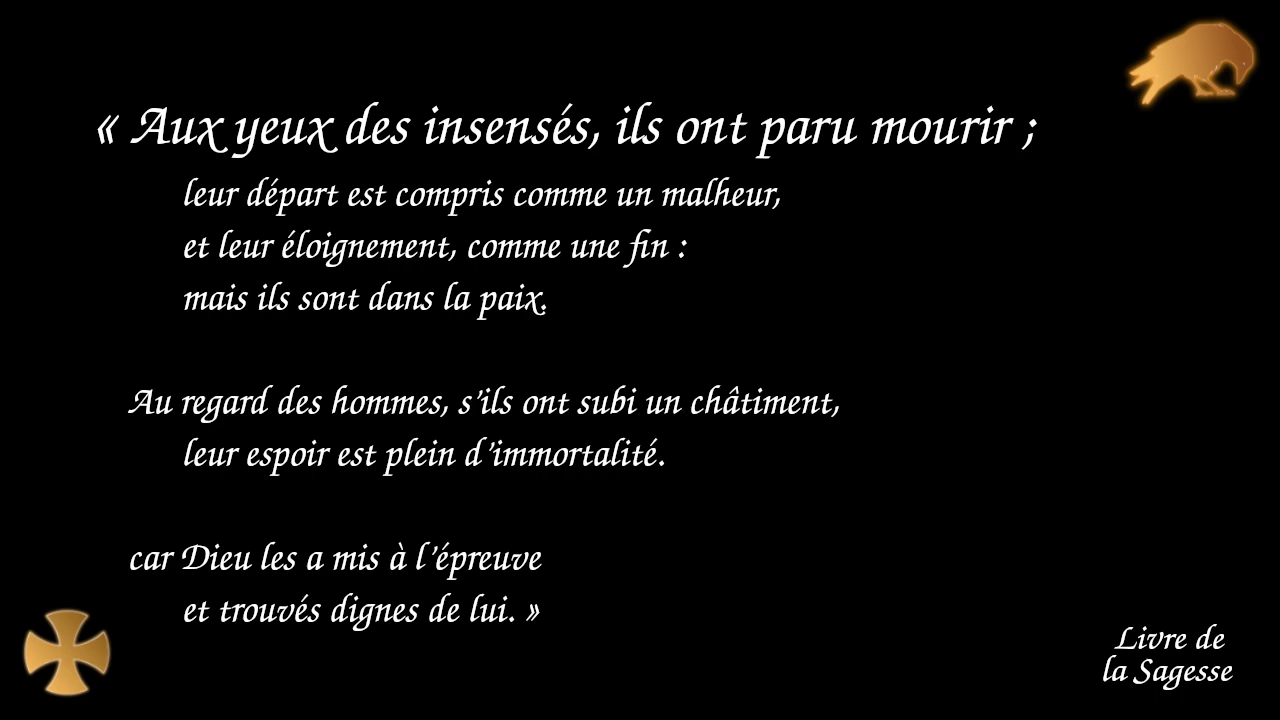 « Aux yeux des insensés, ils ont paru mourir ;
leur départ est compris comme un malheur,
et leur éloignement, comme une fin :
mais ils sont dans la paix.
Au regard des hommes, s’ils ont subi un châtiment,
leur espoir est plein d’immortalité.
car Dieu les a mis à l’épreuve
et trouvés dignes de lui. »
Livre de
la Sagesse